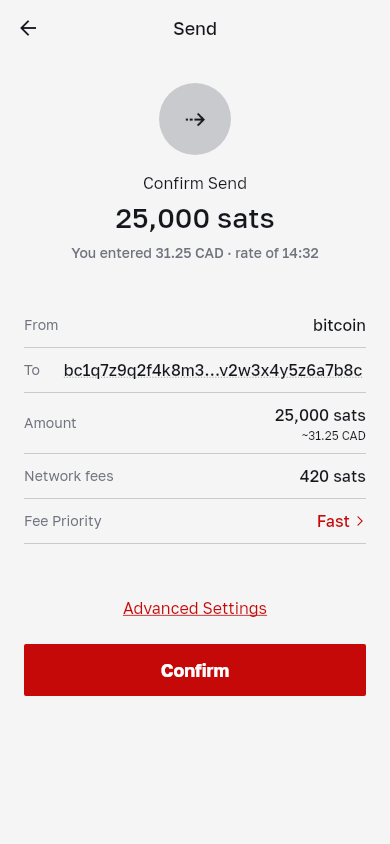 Send
Confirm Send
25,000 sats
You entered 31.25 CAD · rate of 14:32
From bitcoin
To bc1q7z9q2f4k8m3...v2w3x4y5z6a7b8c
Amount 25,000 sats
~31.25 CAD
Network fees 420 sats
Fee Priority Fast
Advanced Settings
Confirm